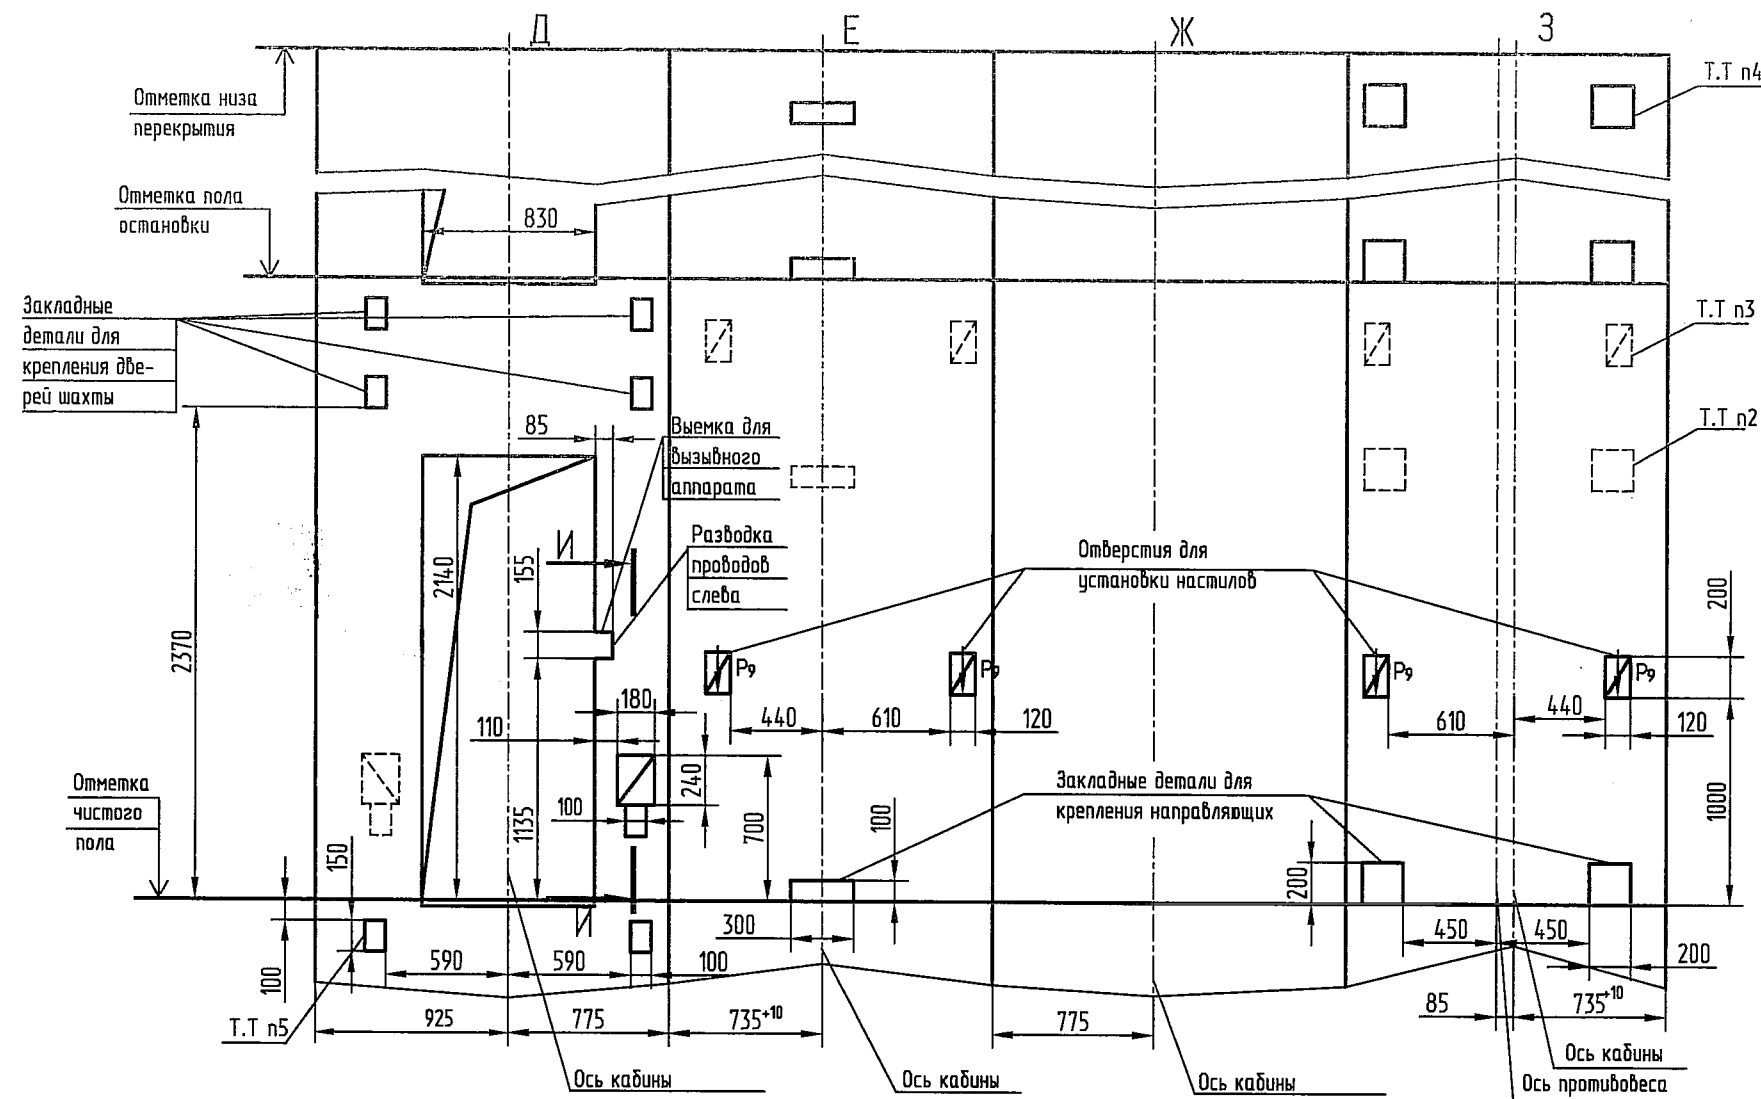 Д
Е
Ж
З
Отметка низа
перекрытия
Т.Т п4
Отметка пола
остановки
830
Закладные
детали для
крепления две-
рей шахты
Т.Т п3
Т.Т п2
85
Выемка для
вызывного
аппарата
Разводка
проводов
слева
И
155
2140
2370
Отверстия для
установки настилов
200
Р9
Р9
Р9
Р9
180
110
440
610
120
610
440
120
240
700
100
1135
Закладные детали для
крепления направляющих
100
200
1000
Отметка
чистого
пола
150
100
И
300
590
590
100
450
450
200
Т.Т п5
925
775
735+10
775
85
735+10
Ось кабины
Ось кабины
Ось кабины
Ось кабины
Ось противовеса